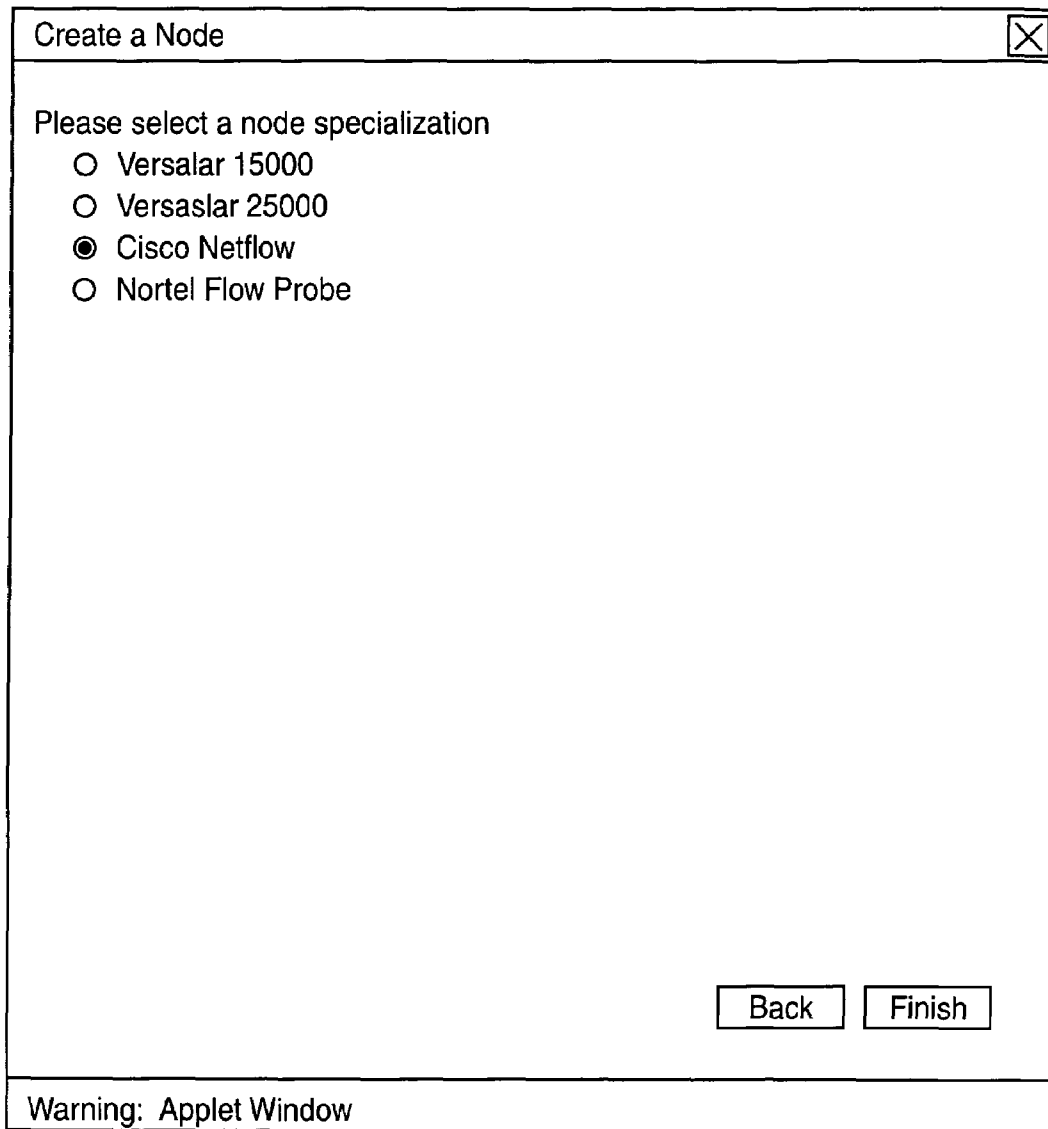 Create a Node
Please select a node specialization
Versalar 15000
Versaslar 25000
Cisco Netflow
Nortel Flow Probe
Back Finish
Warning: Applet Window